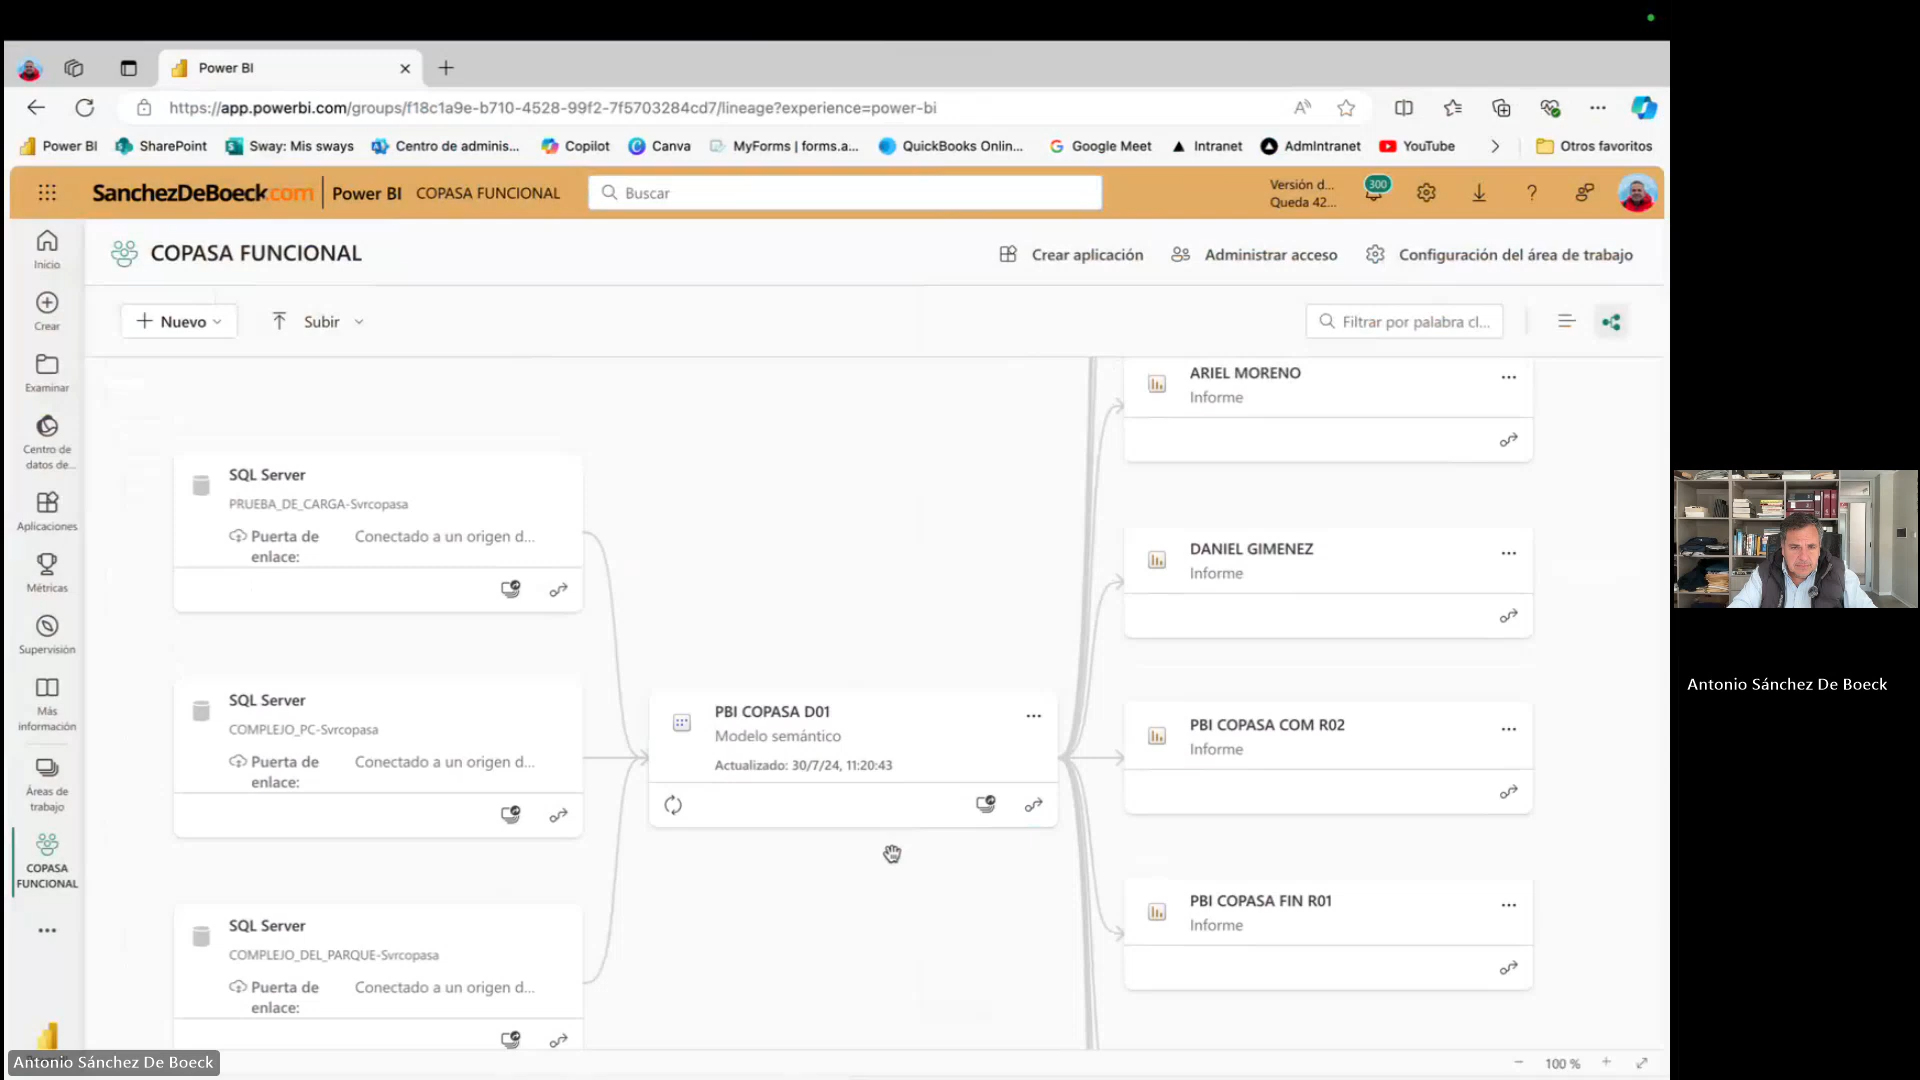 Power BI
https://app.powerbi.com/groups/f18c1a9e-b710-4528-99f2-7f5703284cd7/lineage?experience=power-bi
Power BI SharePoint Sway: Mis sways Centro de adminis... Copilot Canva MyForms | forms.a... QuickBooks Onlin... Google Meet Intranet AdmIntranet YouTube Otros favoritos
SanchezDeBoeck.com Power BI COPASA FUNCIONAL Buscar
Versión d...
Queda 42...
300
COPASA FUNCIONAL
Crear aplicación Administrar acceso Configuración del área de trabajo
Nuevo Subir Filtrar por palabra cl...
Inicio
Crear
Examinar
Centro de
datos de...
Aplicaciones
Métricas
Supervisión
Más
información
Áreas de
trabajo
COPASA
FUNCIONAL
SQL Server
PRUEBA_DE_CARGA-Svrcopasa
Puerta de
enlace:
Conectado a un origen d...
SQL Server
COMPLEJO_PC-Svrcopasa
Puerta de
enlace:
Conectado a un origen d...
SQL Server
COMPLEJO_DEL_PARQUE-Svrcopasa
Puerta de
enlace:
Conectado a un origen d...
PBI COPASA D01
Modelo semántico
Actualizado: 30/7/24, 11:20:43
ARIEL MORENO
Informe
DANIEL GIMENEZ
Informe
PBI COPASA COM R02
Informe
PBI COPASA FIN R01
Informe
100 %
Antonio Sánchez De Boeck
Antonio Sánchez De Boeck